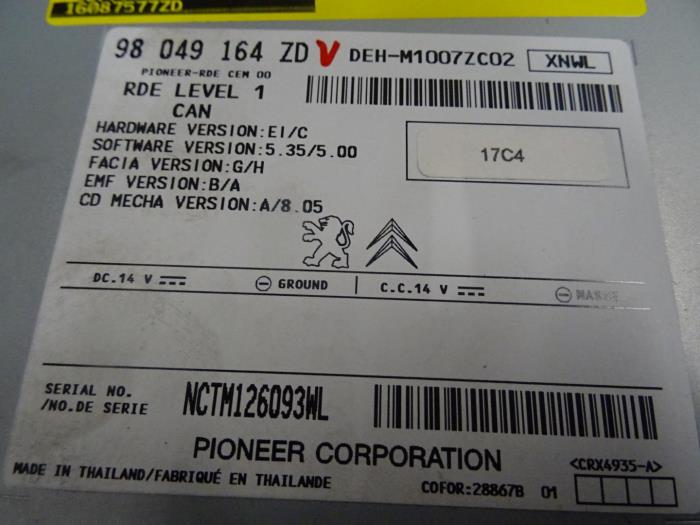 16087577ZD
98 049 164 ZD V DEH-M1007ZC02 XNWL
PIONEER-RDE CEM 00
RDE LEVEL 1
CAN
HARDWARE VERSION:EI/C
SOFTWARE VERSION:5.35/5.00
FACIA VERSION:G/H
EMF VERSION:B/A
CD MECHA VERSION:A/8.05
17C4
DC.14 V GROUND C.C.14 V MASSE
SERIAL NO.
/NO.DE SERIE
NCTM126093WL
PIONEER CORPORATION
<CRX4935-A>
MADE IN THAILAND/FABRIQUÉ EN THAILANDE
COFOR:28867B 01